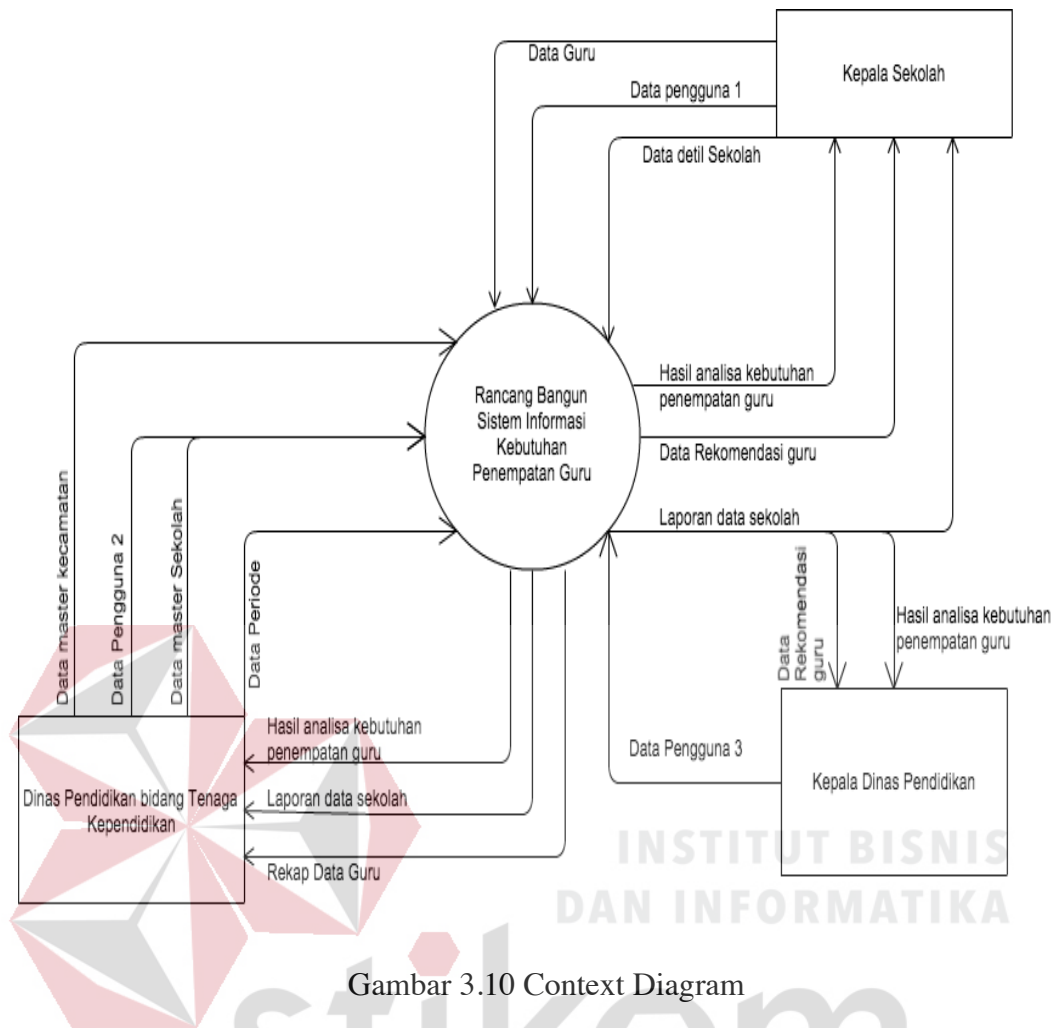 Data Guru
Kepala Sekolah
Data pengguna 1
Data detil Sekolah
Rancang Bangun
Sistem Informasi
Kebutuhan
Penempatan Guru
Hasil analisa kebutuhan
penempatan guru
Data Rekomendasi guru
Laporan data sekolah
Data master kecamatan
Data Pengguna 2
Data master Sekolah
Data Periode
Data
Rekomendasi
guru
Hasil analisa kebutuhan
penempatan guru
Hasil analisa kebutuhan
penempatan guru
Laporan data sekolah
Rekap Data Guru
Dinas Pendidikan bidang Tenaga
Kependidikan
Data Pengguna 3
Kepala Dinas Pendidikan
INSTITUT BISNIS
DAN INFORMATIKA
Gambar 3.10 Context Diagram
stikom